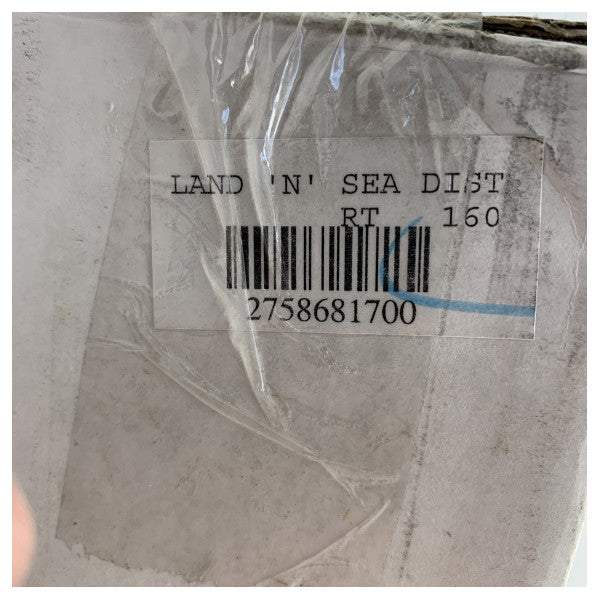 LAND 'N' SEA DIST
RT 160
2758681700